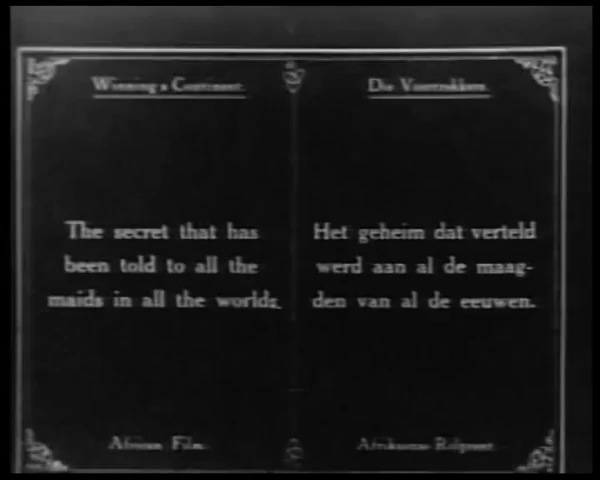 Winning a Continent.
Die Voortrekkers.
The secret that has
been told to all the
maids in all the worlds.
Het geheim dat verteld
werd aan al de maag-
den van al de eeuwen.
African Film.
Afrikaanse Rolprent